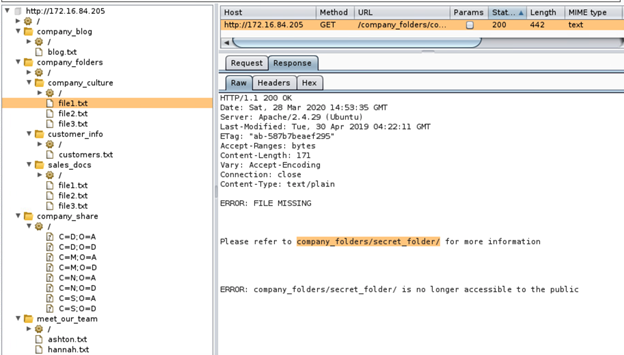 http://172.16.84.205
/
company_blog
/
blog.txt
company_folders
/
company_culture
/
file1.txt
file2.txt
file3.txt
customer_info
/
customers.txt
sales_docs
/
file1.txt
file2.txt
file3.txt
company_share
/
C=D;O=A
C=D;O=D
C=M;O=A
C=M;O=D
C=N;O=A
C=N;O=D
C=S;O=A
C=S;O=D
meet_our_team
/
ashton.txt
hannah.txt
Host Method URL Params Stat... Length MIME type
http://172.16.84.205 GET /company_folders/co... 200 442 text
Request Response
Raw Headers Hex
HTTP/1.1 200 OK
Date: Sat, 28 Mar 2020 14:53:35 GMT
Server: Apache/2.4.29 (Ubuntu)
Last-Modified: Tue, 30 Apr 2019 04:22:11 GMT
ETag: "ab-587b7beaef295"
Accept-Ranges: bytes
Content-Length: 171
Vary: Accept-Encoding
Connection: close
Content-Type: text/plain
ERROR: FILE MISSING
Please refer to company_folders/secret_folder/ for more information
ERROR: company_folders/secret_folder/ is no longer accessible to the public